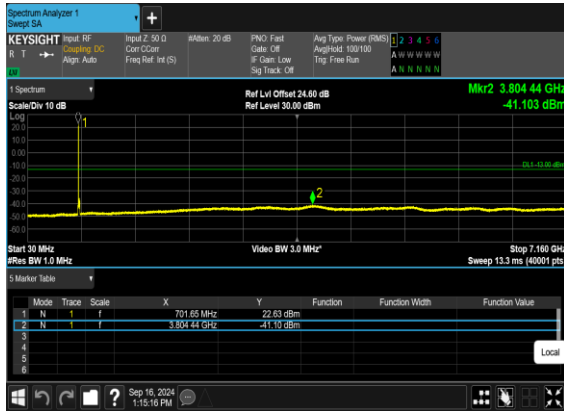 Spectrum Analyzer 1
Swept SA
KEYSIGHT Input: RF Input Z: 50 Ω #Atten: 20 dB PNO: Fast Avg Type: Power (RMS) 1 2 3 4 5 6
R T Coupling: DC Corr CCorr Gate: Off Avg|Hold: 100/100 A W W W W W
Align: Auto Freq Ref: Int (S) IF Gain: Low Trig: Free Run
Sig Track: Off A N N N N N
LXI
1 Spectrum Ref Lvl Offset 24.60 dB Mkr2 3.804 44 GHz
Scale/Div 10 dB Ref Level 30.00 dBm -41.103 dBm
Log
20.0
10.0
0.00
-10.0
-20.0
-30.0
-40.0
-50.0
-60.0
1
DL1 -13.00 dBm
2
Start 30 MHz Video BW 3.0 MHz* Stop 7.160 GHz
#Res BW 1.0 MHz Sweep 13.3 ms (40001 pts)
5 Marker Table
Mode Trace Scale X Y Function Function Width Function Value
1 N 1 f 701.65 MHz 22.63 dBm
2 N 1 f 3.804 44 GHz -41.10 dBm
3
4
5
6
Local
? Sep 16, 2024
1:15:16 PM